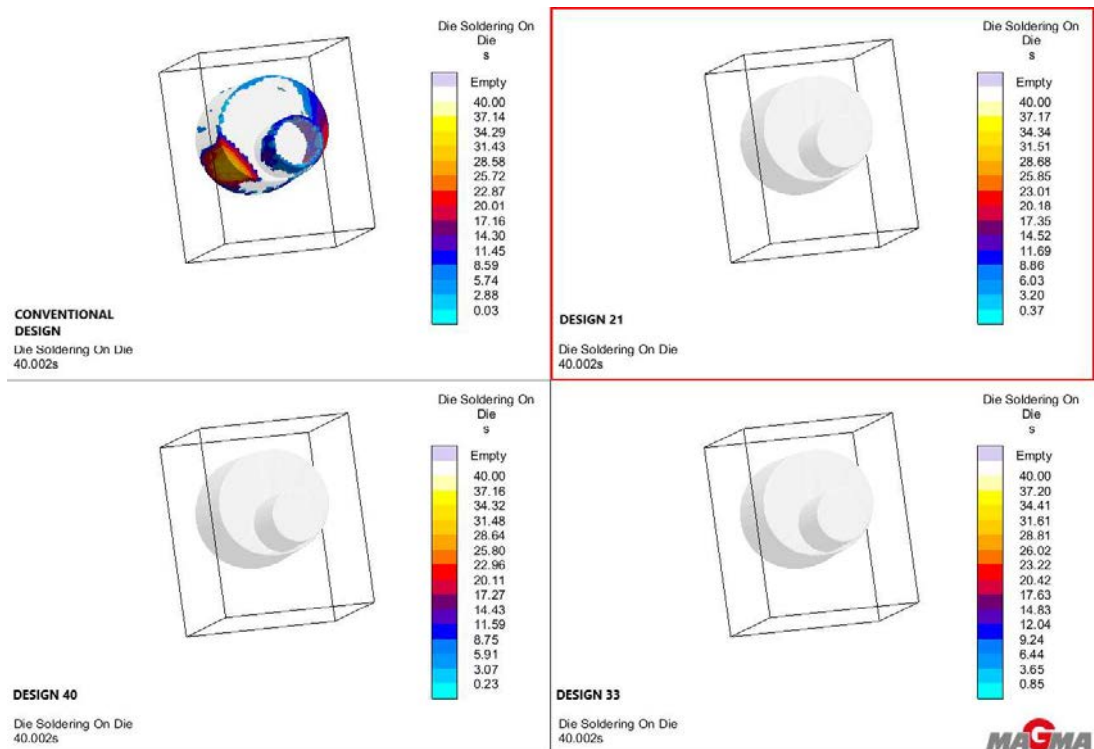 Die Soldering On
Die
s
Empty
40.00
37.14
34.29
31.43
28.58
25.72
22.87
20.01
17.16
14.30
11.45
8.59
5.74
2.88
0.03
CONVENTIONAL
DESIGN
Die Soldering On Die
40.002s
Die Soldering On
Die
s
Empty
40.00
37.17
34.34
31.51
28.68
25.85
23.01
20.18
17.35
14.52
11.69
8.86
6.03
3.20
0.37
DESIGN 21
Die Soldering On Die
40.002s
Die Soldering On
Die
s
Empty
40.00
37.16
34.32
31.48
28.64
25.80
22.96
20.11
17.27
14.43
11.59
8.75
5.91
3.07
0.23
DESIGN 40
Die Soldering On Die
40.002s
Die Soldering On
Die
s
Empty
40.00
37.20
34.41
31.61
28.81
26.02
23.22
20.42
17.63
14.83
12.04
9.24
6.44
3.65
0.85
DESIGN 33
Die Soldering On Die
40.002s
MAGMA